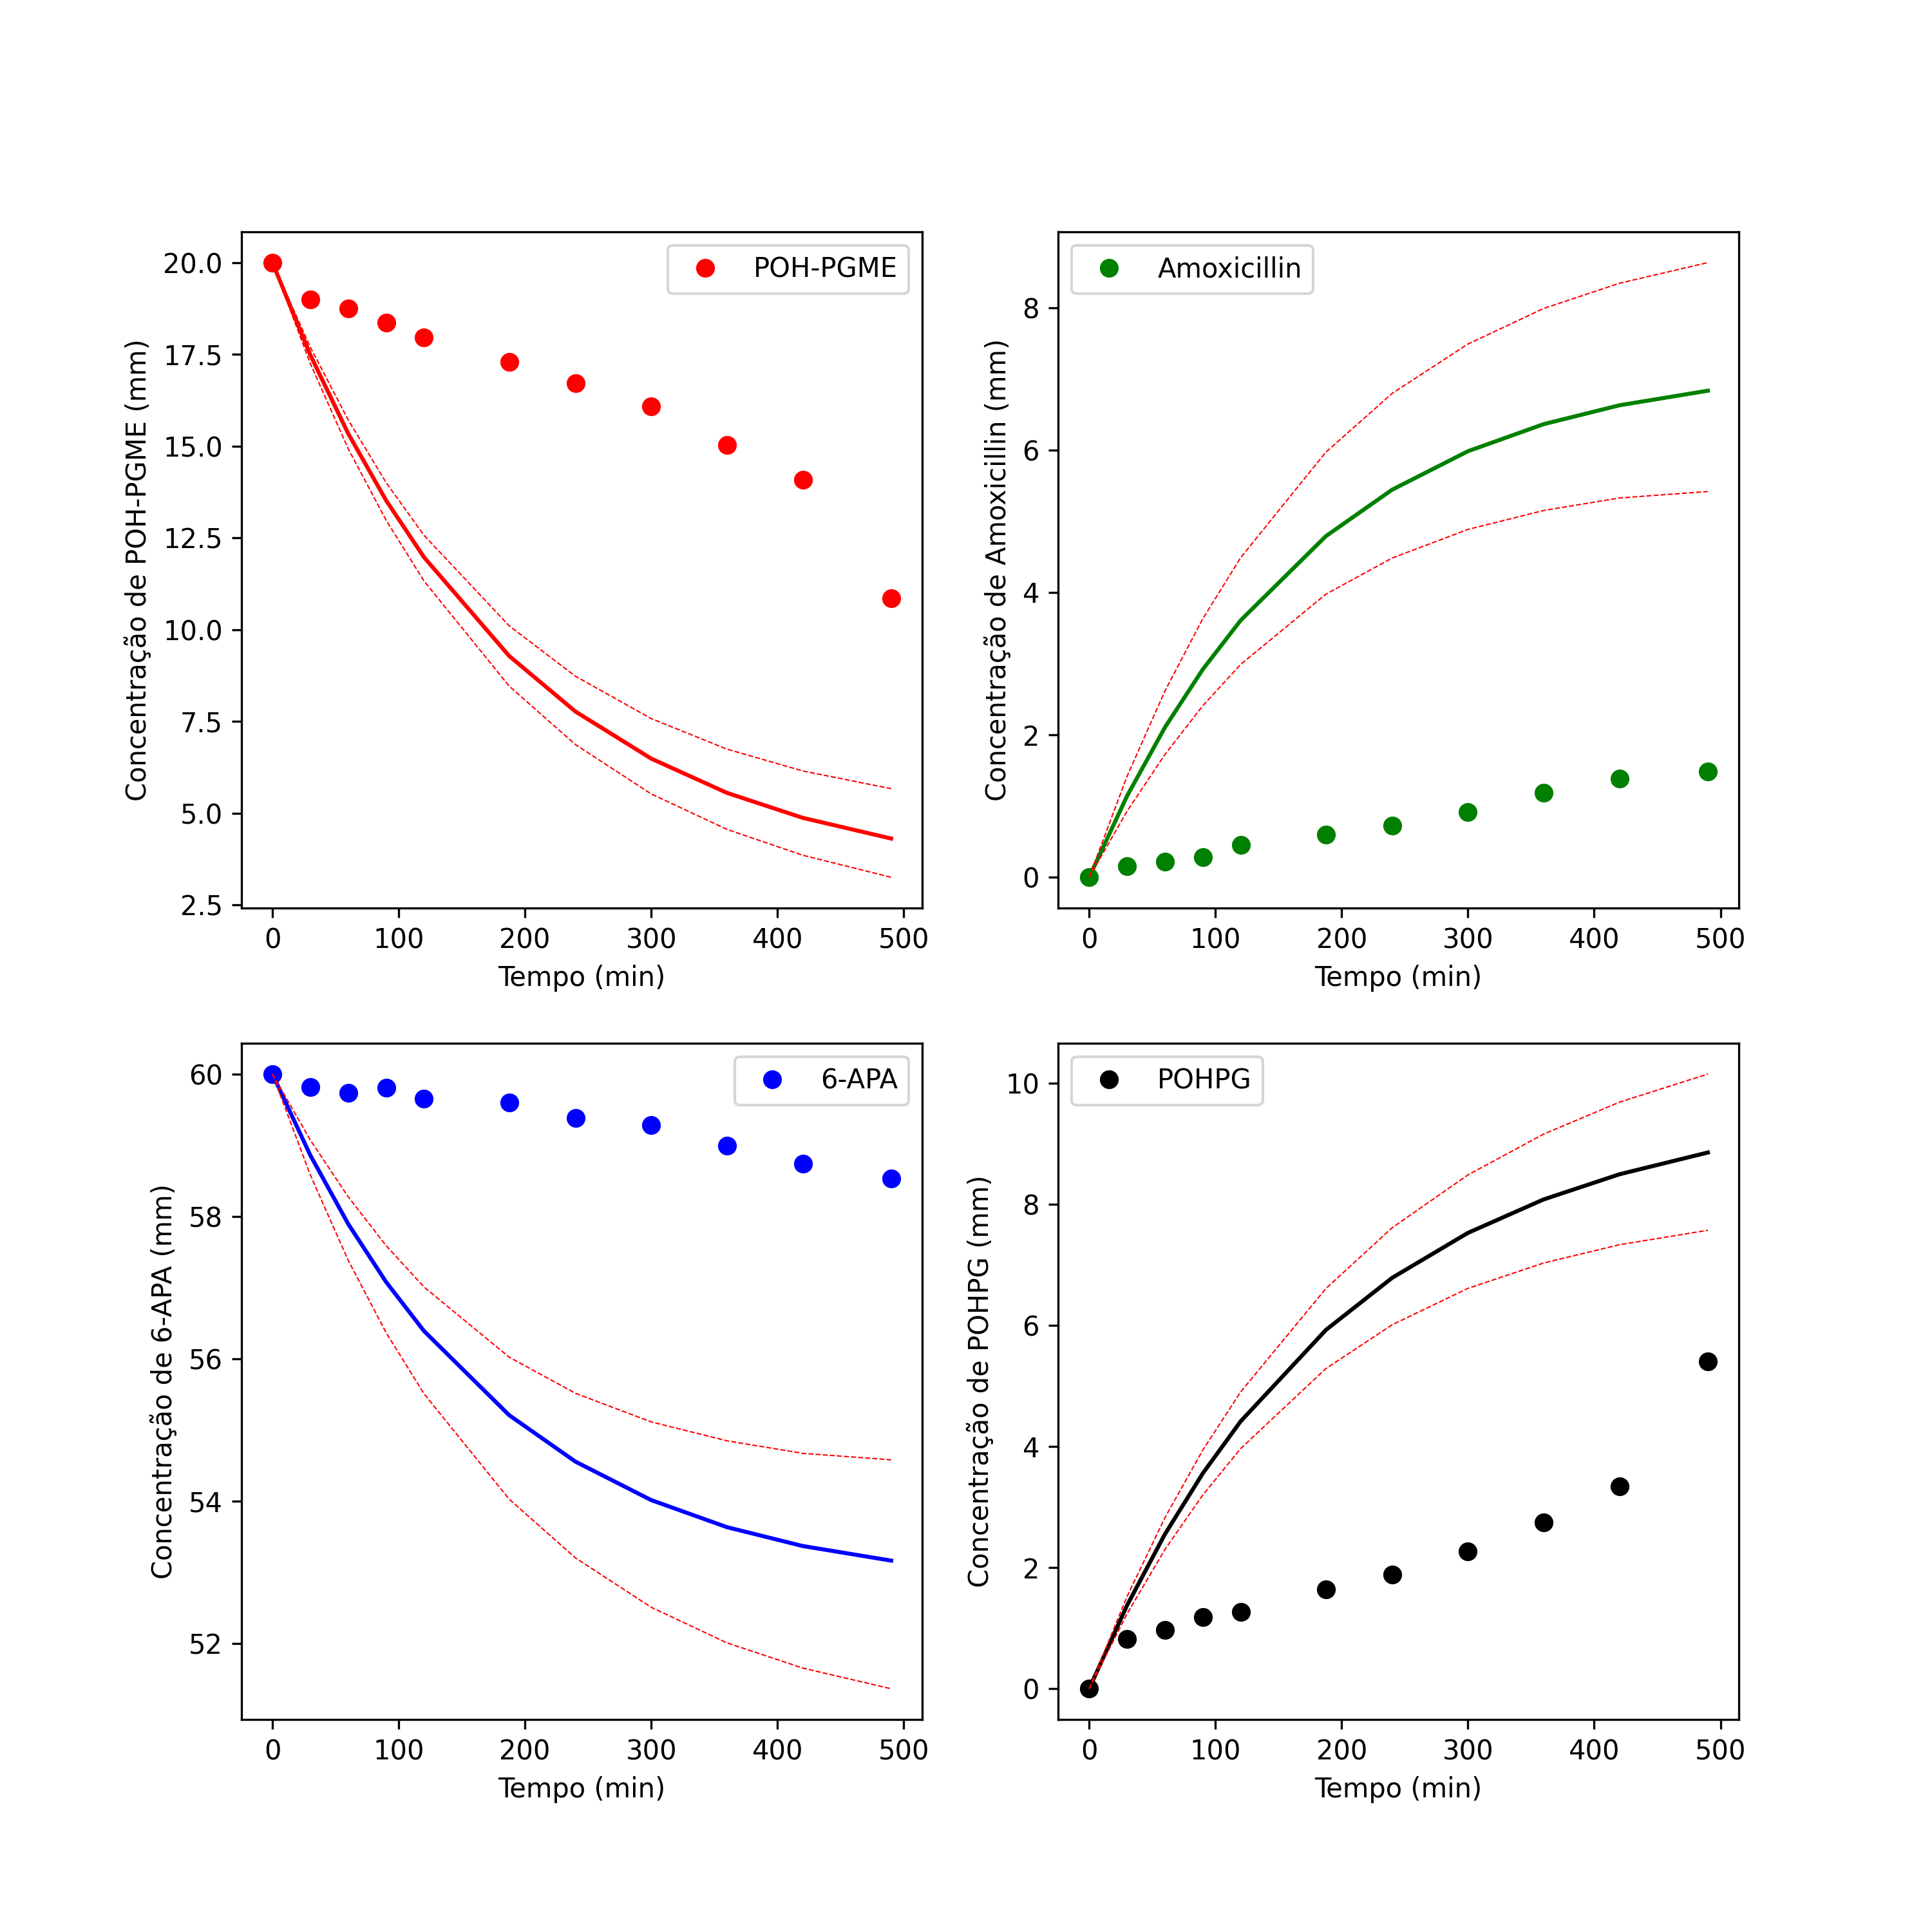 POH-PGME
20.0
17.5
15.0
12.5
10.0
7.5
5.0
2.5
Concentração de POH-PGME (mm)
0 100 200 300 400 500
Tempo (min)
Amoxicillin
8
6
4
2
0
Concentração de Amoxicillin (mm)
0 100 200 300 400 500
Tempo (min)
6-APA
60
58
56
54
52
Concentração de 6-APA (mm)
0 100 200 300 400 500
Tempo (min)
POHPG
10
8
6
4
2
0
Concentração de POHPG (mm)
0 100 200 300 400 500
Tempo (min)